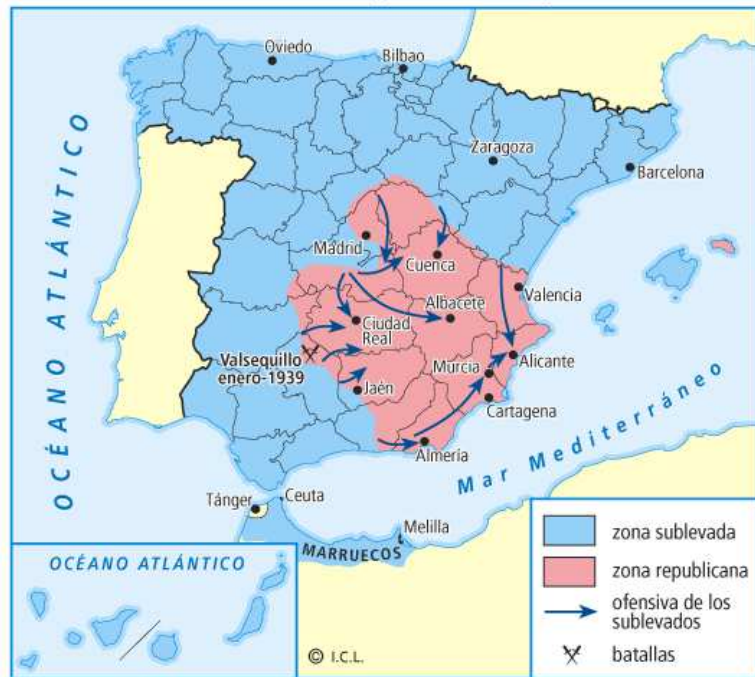 Oviedo
Bilbao
Zaragoza
Barcelona
OCÉANO ATLÁNTICO
Madrid
Cuenca
Valencia
Albacete
Ciudad
Real
Valsequillo
enero-1939
Murcia
Alicante
Jaén
Cartagena
Almería
Mar Mediterráneo
Tánger
Ceuta
Melilla
MARRUECOS
OCÉANO ATLÁNTICO
© I.C.L.
zona sublevada
zona republicana
ofensiva de los
sublevados
batallas